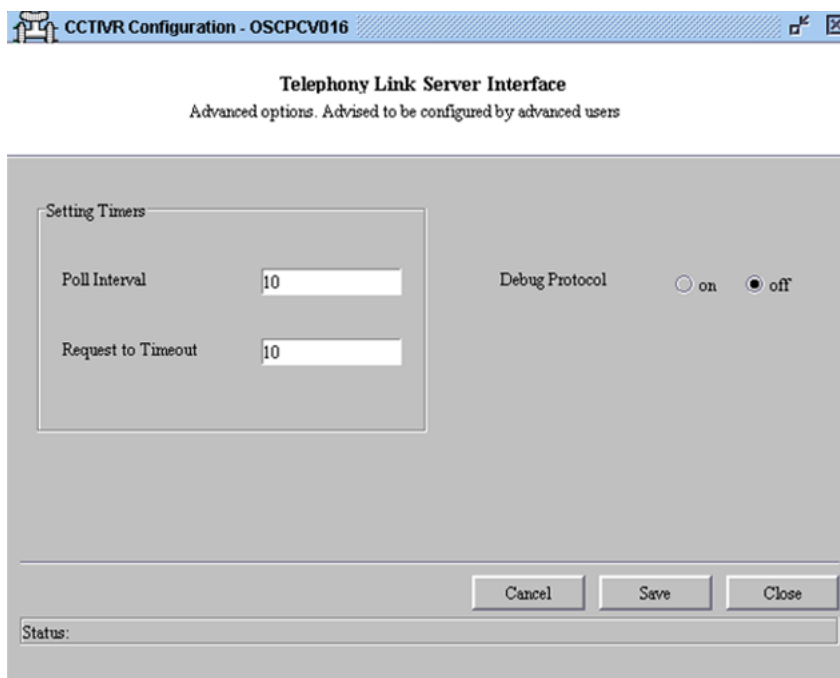 CCTIVR Configuration - OSCPCV016
Telephony Link Server Interface
Advanced options. Advised to be configured by advanced users
Setting Timers
Poll Interval 10 Debug Protocol on off
Request to Timeout 10
Cancel Save Close
Status: